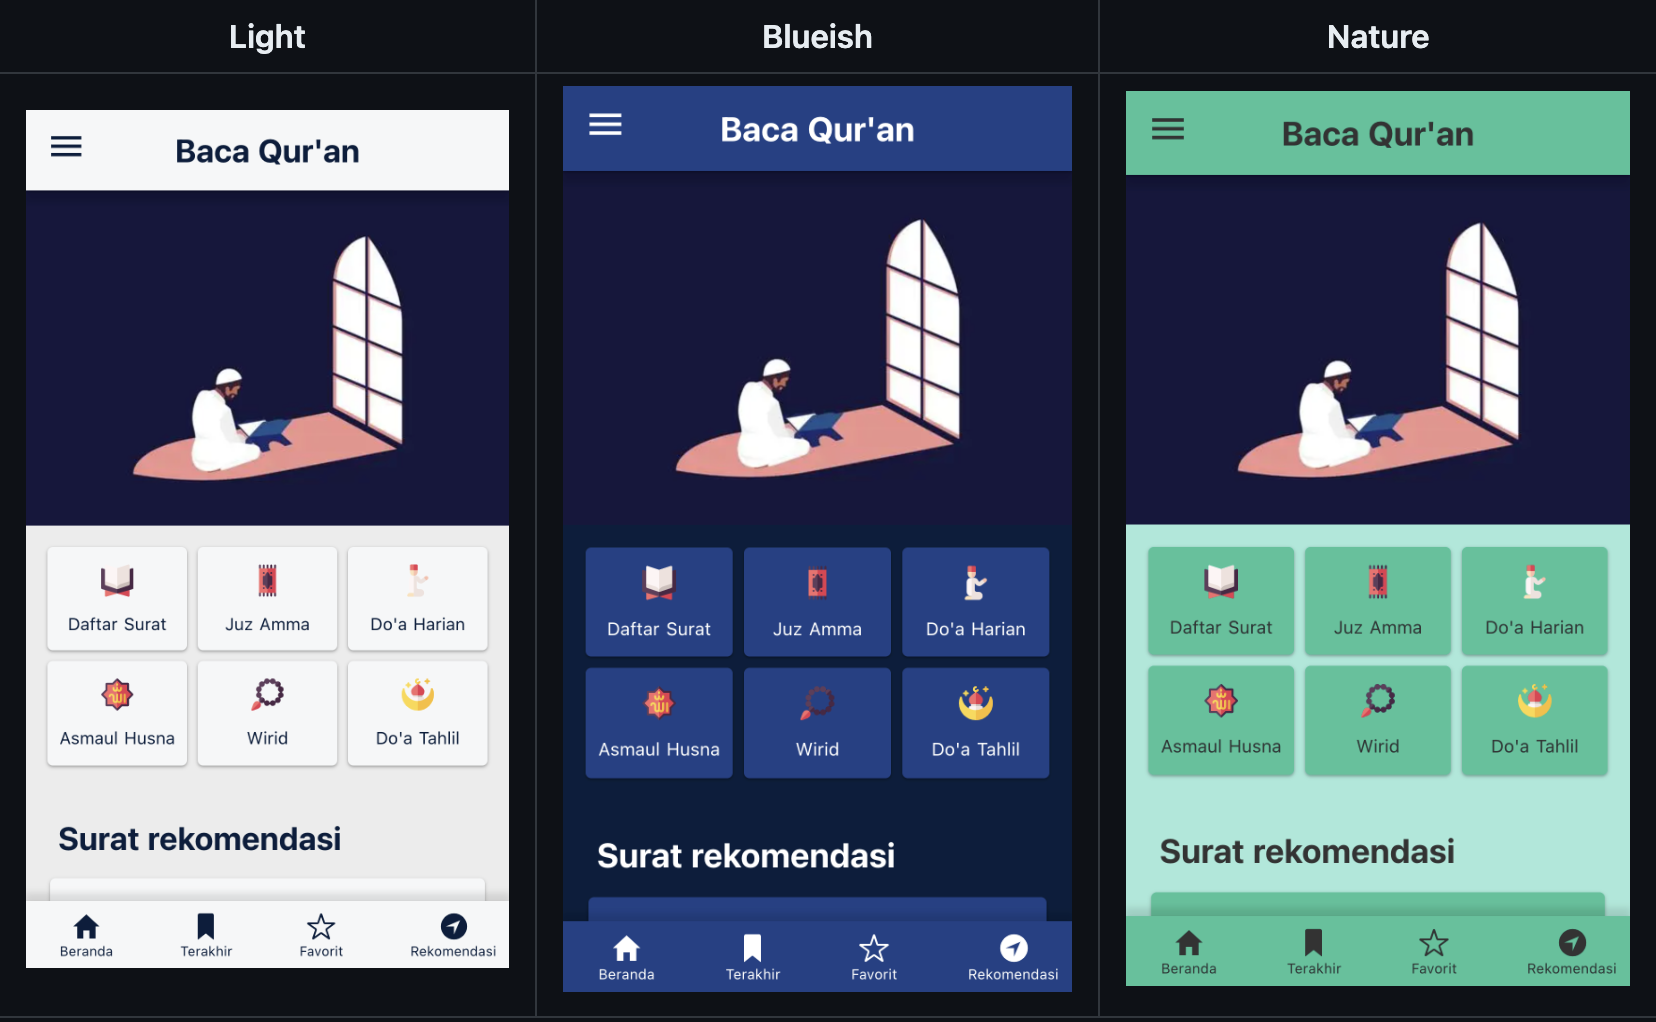 Light
Blueish
Nature
Baca Qur'an
Daftar Surat
Juz Amma
Do'a Harian
الله
Asmaul Husna
Wirid
Do'a Tahlil
Surat rekomendasi
Beranda
Terakhir
Favorit
Rekomendasi
Baca Qur'an
Daftar Surat
Juz Amma
Do'a Harian
الله
Asmaul Husna
Wirid
Do'a Tahlil
Surat rekomendasi
Beranda
Terakhir
Favorit
Rekomendasi
Baca Qur'an
Daftar Surat
Juz Amma
Do'a Harian
الله
Asmaul Husna
Wirid
Do'a Tahlil
Surat rekomendasi
Beranda
Terakhir
Favorit
Rekomendasi